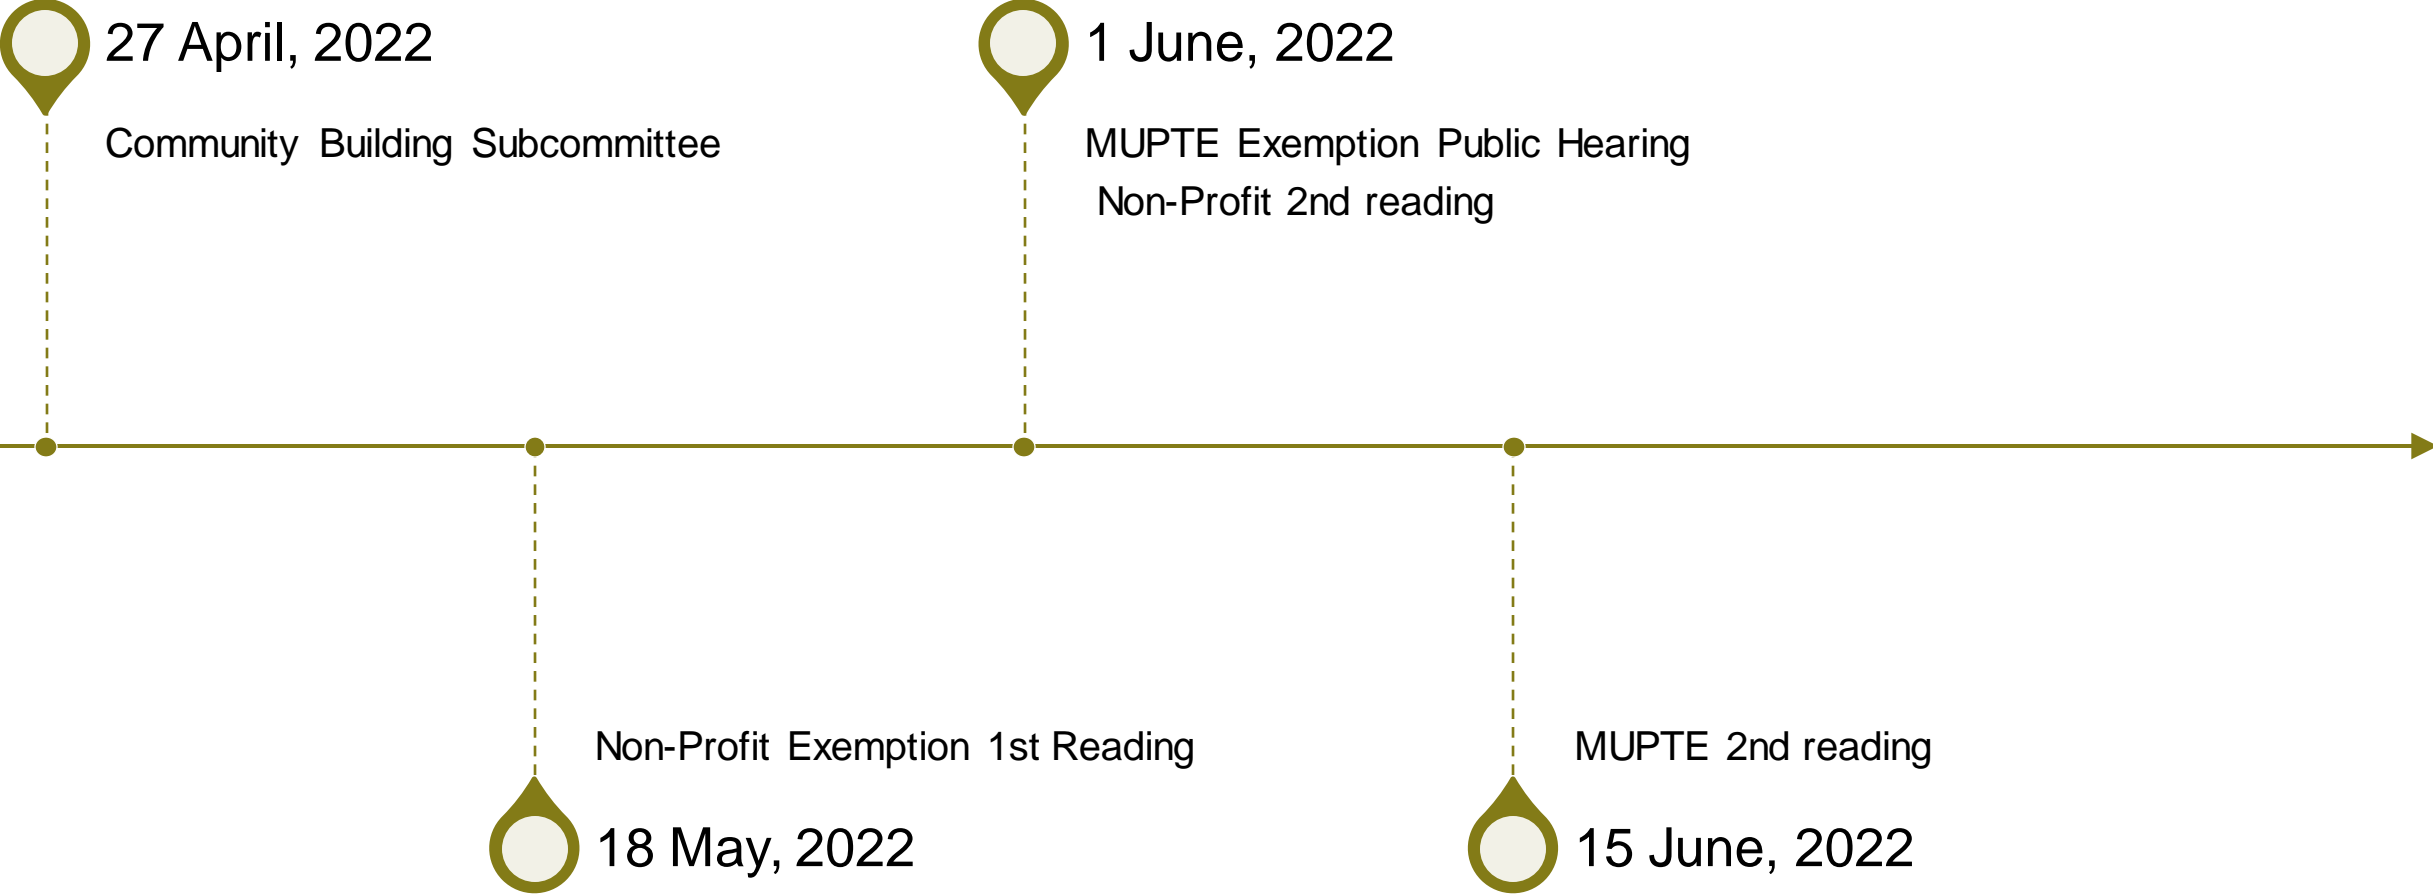 27 April, 2022
Community Building Subcommittee
1 June, 2022
MUPTE Exemption Public Hearing
Non-Profit 2nd reading
Non-Profit Exemption 1st Reading
18 May, 2022
MUPTE 2nd reading
15 June, 2022